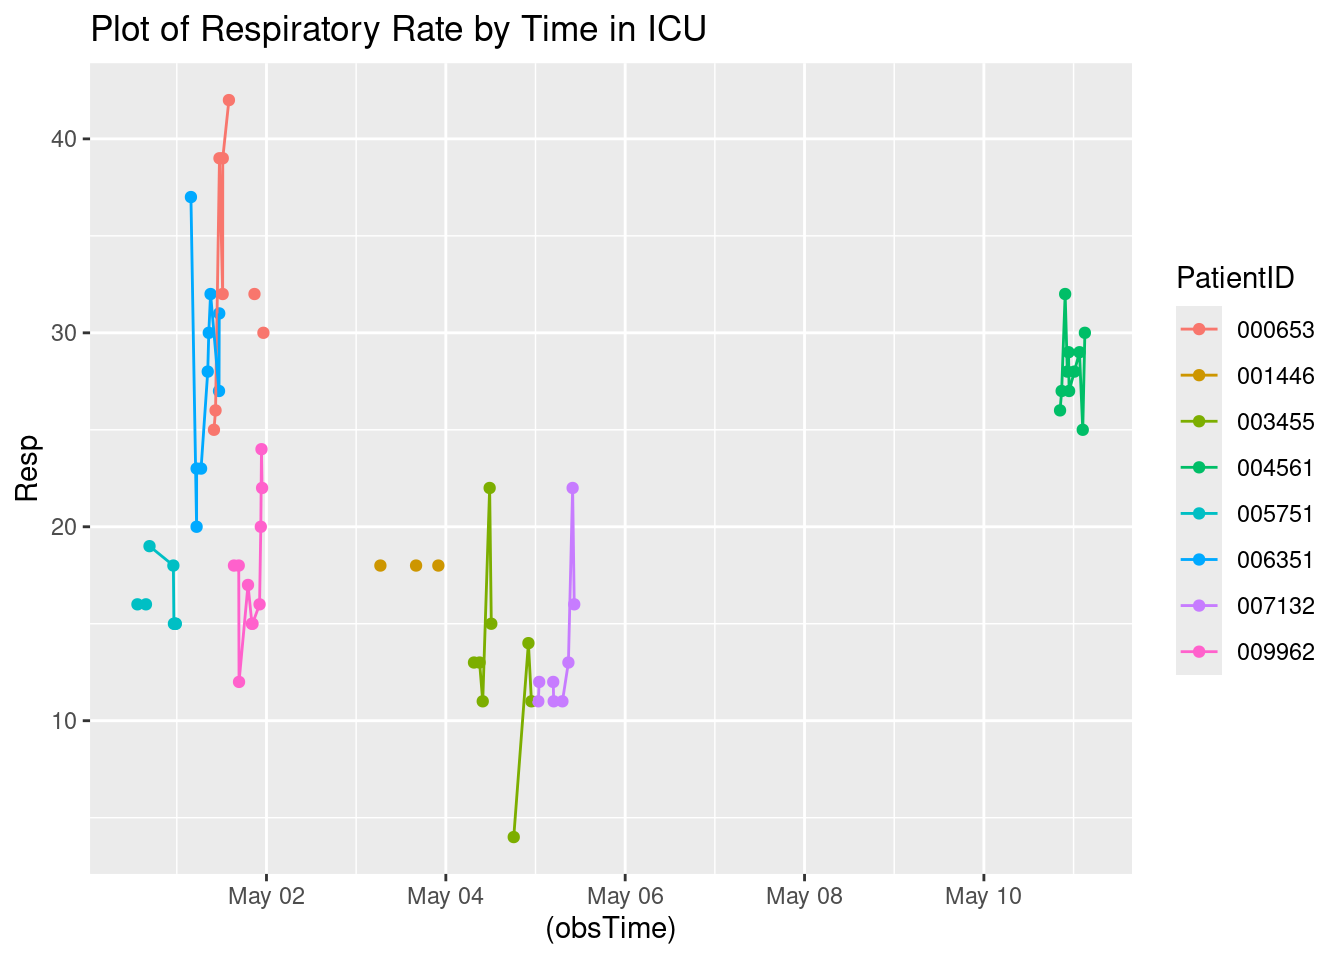 Plot of Respiratory Rate by Time in ICU
40
30
20
10
Resp
May 02
May 04
May 06
May 08
May 10
(obsTime)
PatientID
000653
001446
003455
004561
005751
006351
007132
009962